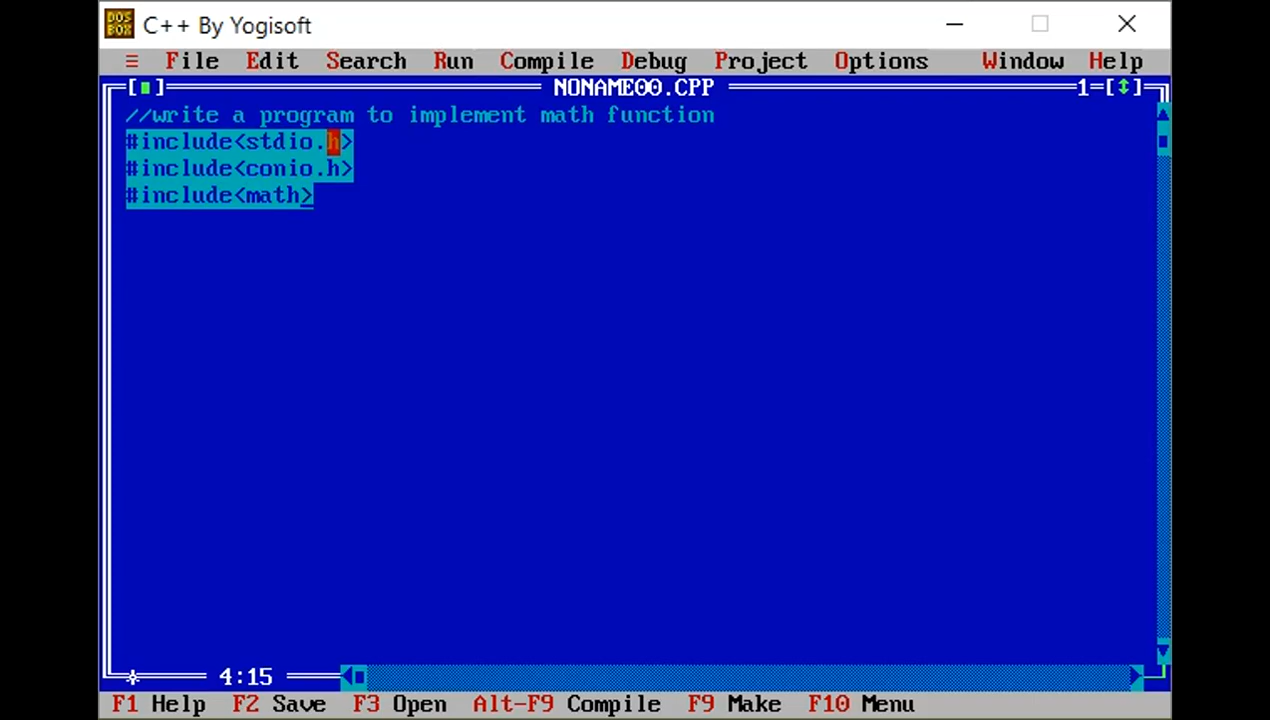 DOS BOX C++ By Yogisoft
≡ File Edit Search Run Compile Debug Project Options Window Help
NONAME00.CPP 1=[↕]
//write a program to implement math function
#include<stdio.h>
#include<conio.h>
#include<math>
4:15
F1 Help F2 Save F3 Open Alt-F9 Compile F9 Make F10 Menu